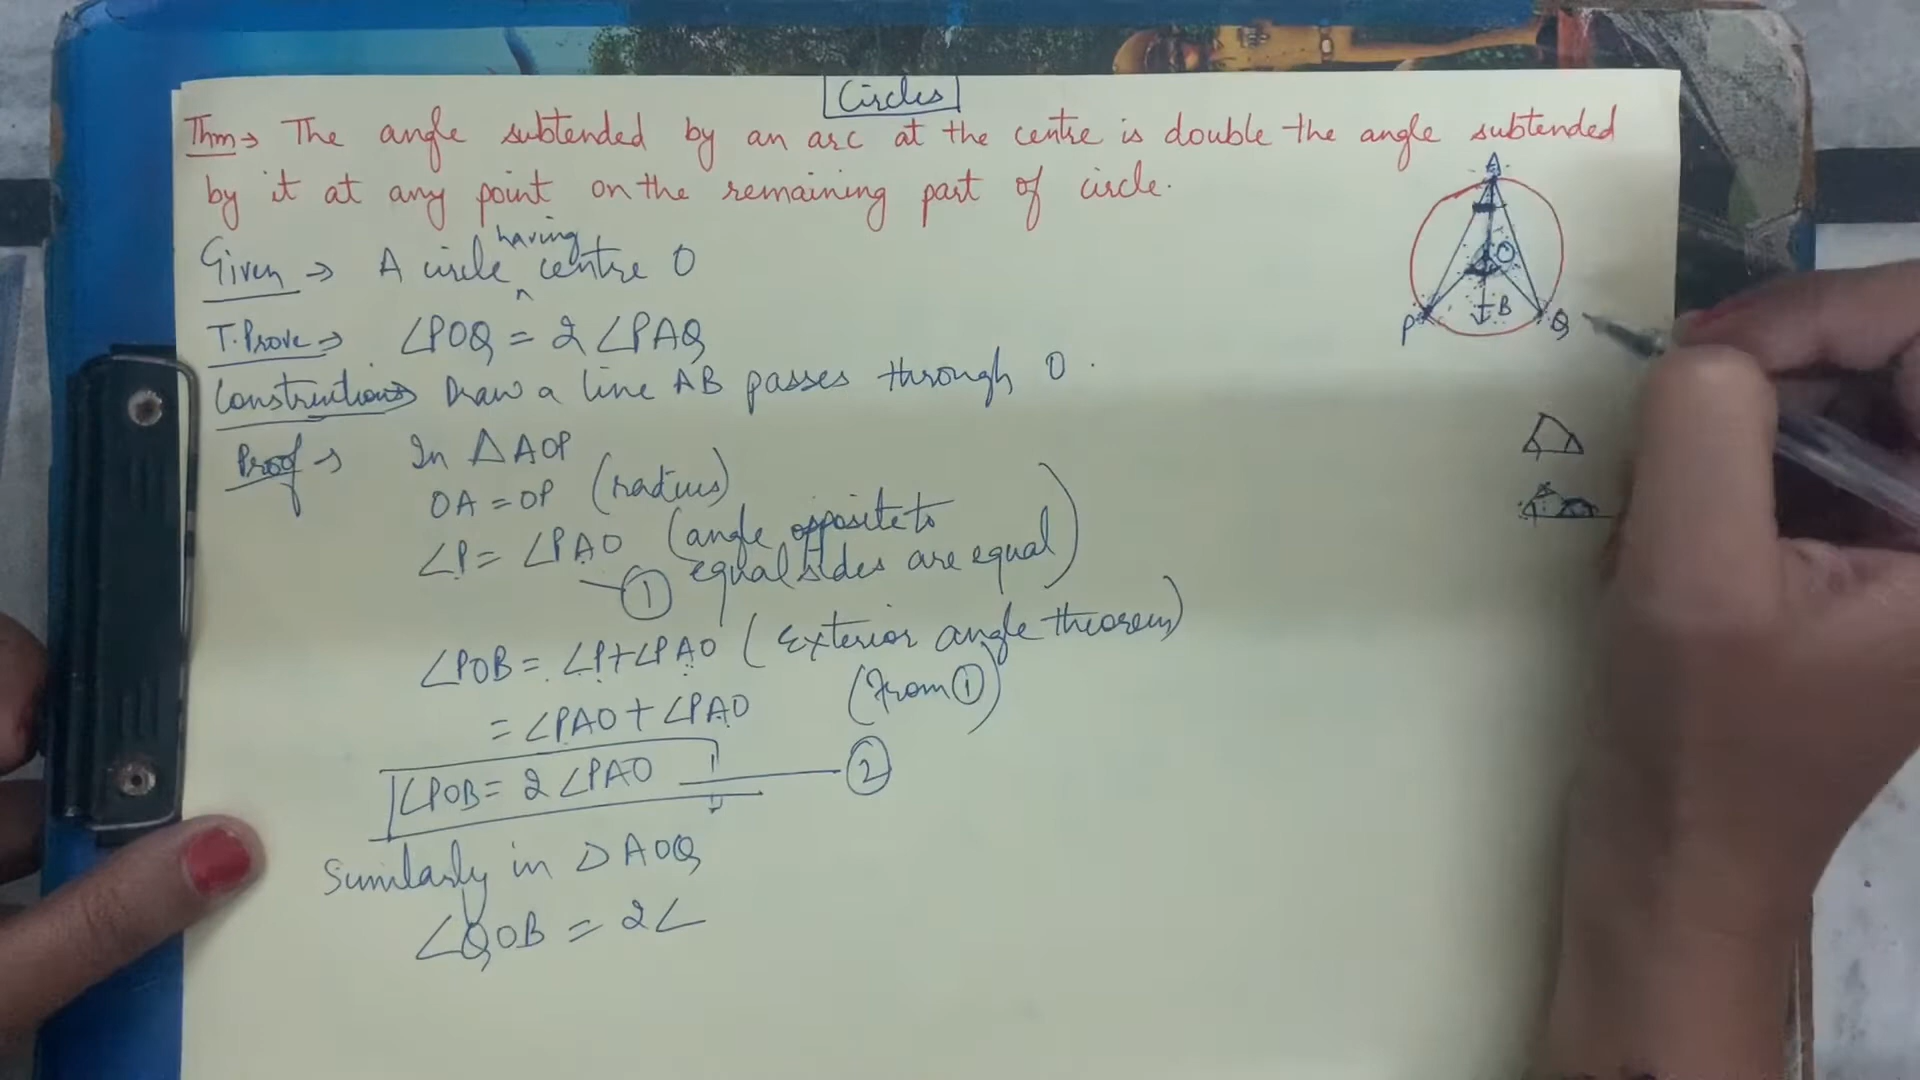 Circles
Thm→ The angle subtended by an arc at the centre is double the angle subtended
by it at any point on the remaining part of circle.
Given → A circle having centre O
T.Prove→ ∠POQ = 2 ∠PAQ
Construction→ Draw a line AB passes through O.
Proof→ In △AOP
OA = OP (radius)
∠P = ∠PAO (angle opposite to
equal sides are equal)
①
∠POB = ∠P+∠PAO (Exterior angle theorem)
= ∠PAO + ∠PAO (From ①)
∠POB = 2 ∠PAO — ②
Similarly in △AOQ
∠QOB = 2∠
A
O
B
P
Q